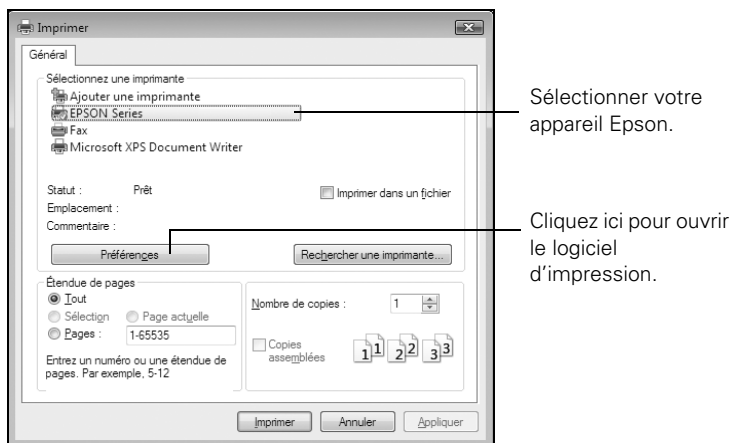 Imprimer
Général
Sélectionnez une imprimante
Ajouter une imprimante
EPSON Series
Fax
Microsoft XPS Document Writer
Statut : Prêt
Imprimer dans un fichier
Emplacement :
Commentaire :
Préférences
Rechercher une imprimante...
Étendue de pages
Tout
Sélection Page actuelle
Pages : 1-65535
Entrez un numéro ou une étendue de
pages. Par exemple, 5-12
Nombre de copies : 1
Copies
assemblées
1 1 2 2 3 3
Imprimer Annuler Appliquer
Sélectionner votre
appareil Epson.
Cliquez ici pour ouvrir
le logiciel
d'impression.